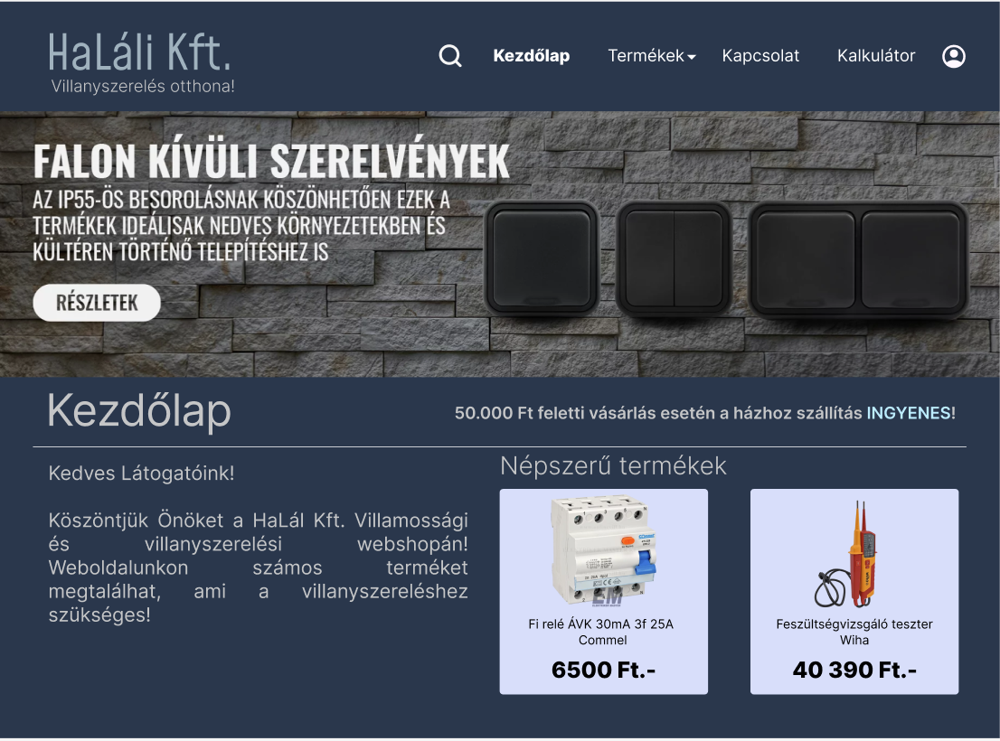 HaLáli Kft.
Villanyszerelés otthona!
Kezdőlap
Termékek
Kapcsolat
Kalkulátor
FALON KÍVÜLI SZERELVÉNYEK
AZ IP55-ÖS BESOROLÁSNAK KÖSZÖNHETŐEN EZEK A
TERMÉKEK IDEÁLISAK NEDVES KÖRNYEZETEKBEN ÉS
KÜLTÉREN TÖRTÉNŐ TELEPÍTÉSHEZ IS
RÉSZLETEK
Kezdőlap
50.000 Ft feletti vásárlás esetén a házhoz szállítás INGYENES!
Kedves Látogatóink!
Köszöntjük Önöket a HaLál Kft. Villamossági
és villanyszerelési webshopán!
Weboldalunkon számos terméket
megtalálhat, ami a villanyszereléshez
szükséges!
Népszerű termékek
EM
Fi relé ÁVK 30mA 3f 25A
Commel
6500 Ft.-
Feszültségvizsgáló teszter
Wiha
40 390 Ft.-